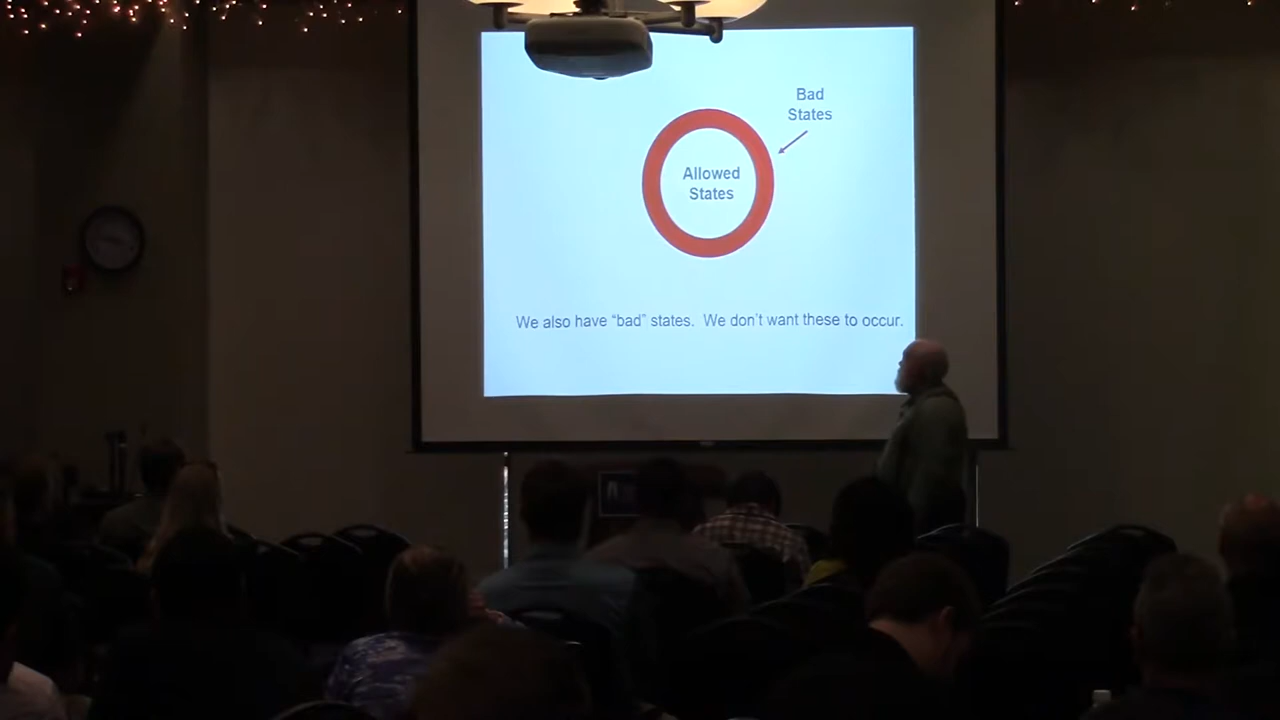 Bad
States
Allowed
States
We also have “bad” states. We don’t want these to occur.